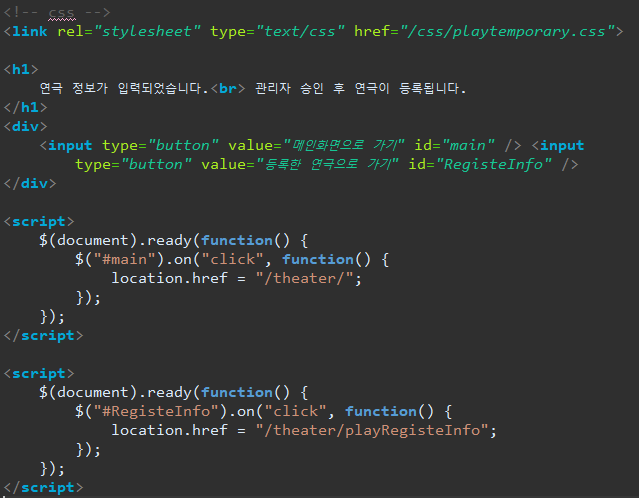 <!-- css -->
<link rel="stylesheet" type="text/css" href="/css/playtemporary.css">
<h1>
연극 정보가 입력되었습니다.<br> 관리자 승인 후 연극이 등록됩니다.
</h1>
<div>
<input type="button" value="메인화면으로 가기" id="main" /> <input
type="button" value="등록한 연극으로 가기" id="RegisteInfo" />
</div>
<script>
$(document).ready(function() {
$("#main").on("click", function() {
location.href = "/theater/";
});
});
</script>
<script>
$(document).ready(function() {
$("#RegisteInfo").on("click", function() {
location.href = "/theater/playRegisteInfo";
});
});
</script>